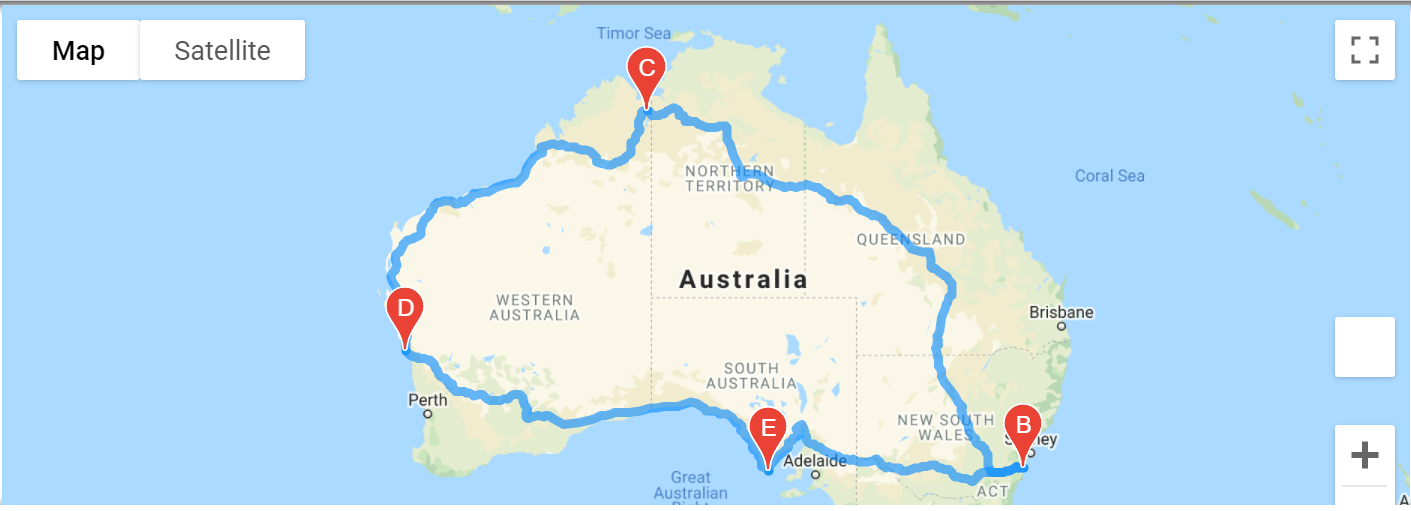 Map
Satellite
Timor Sea
C
Coral Sea
NORTHERN
TERRITORY
QUEENSLAND
Australia
WESTERN
AUSTRALIA
D
Brisbane
SOUTH
AUSTRALIA
Perth
NEW SOUTH
WALES
B
E
Adelaide
Great
Australian
ACT